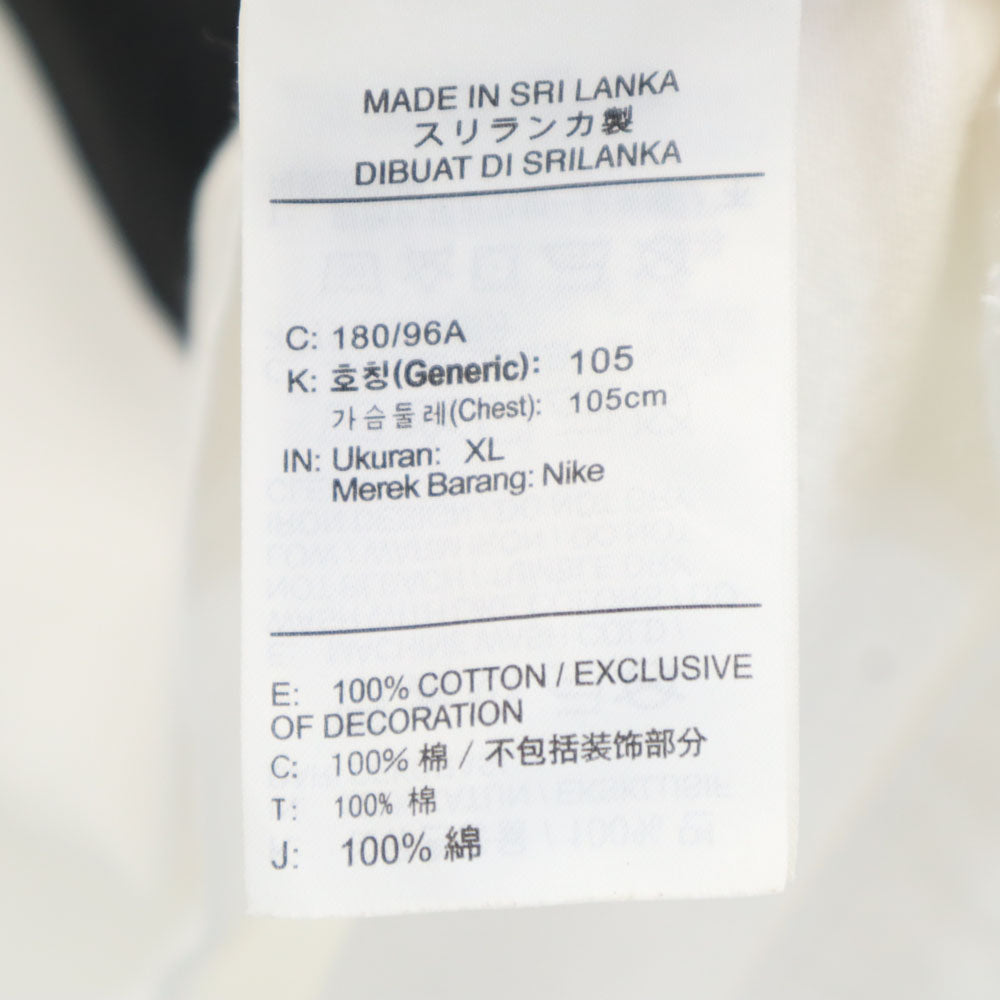 MADE IN SRI LANKA
スリランカ製
DIBUAT DI SRILANKA
C: 180/96A
K: 호칭(Generic): 105
가슴둘레(Chest): 105cm
IN: Ukuran: XL
Merek Barang: Nike
E: 100% COTTON / EXCLUSIVE
OF DECORATION
C: 100% 棉 / 不包括装饰部分
T: 100% 棉
J: 100% 綿